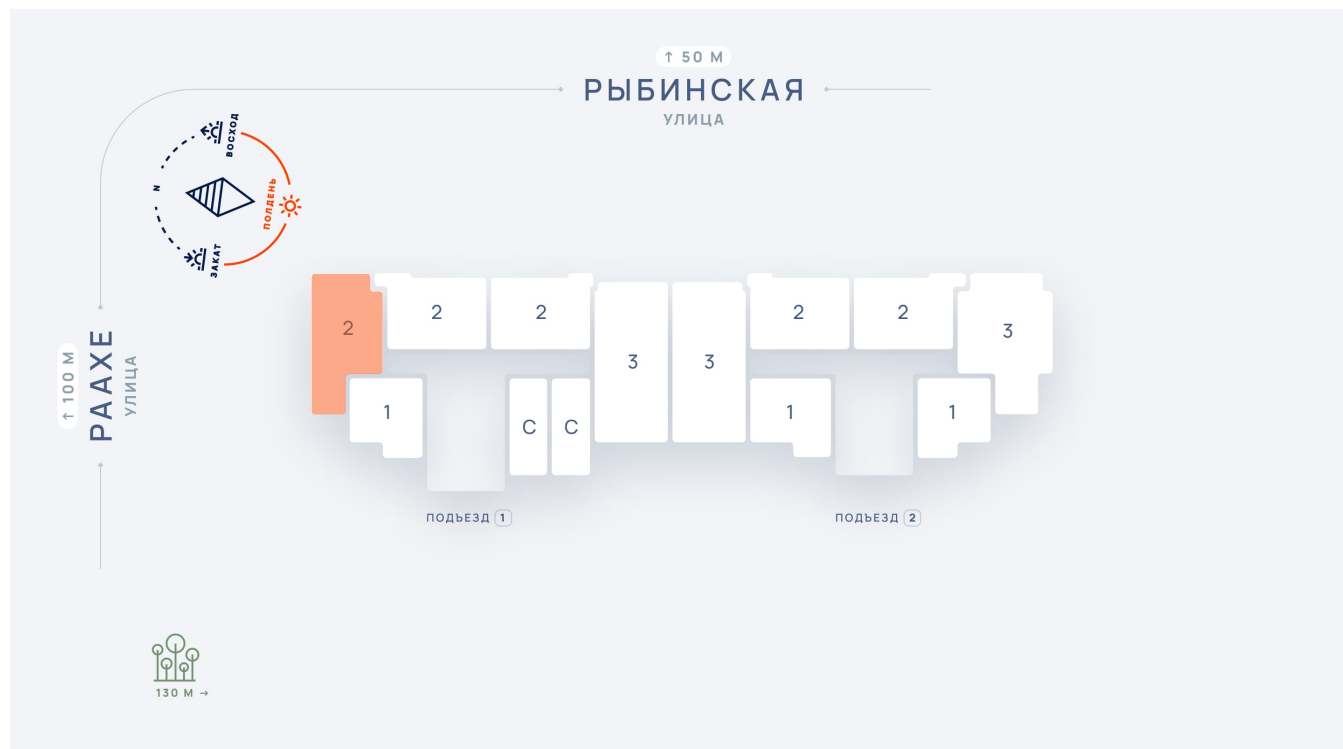 ↑ 50 М
РЫБИНСКАЯ
УЛИЦА
ВОСХОД
N
ПОЛДЕНЬ
ЗАКАТ
↑ 100 М
РААХЕ
УЛИЦА
2
2
2
3
3
2
2
3
1
С
С
1
1
ПОДЪЕЗД 1
ПОДЪЕЗД 2
130 М →